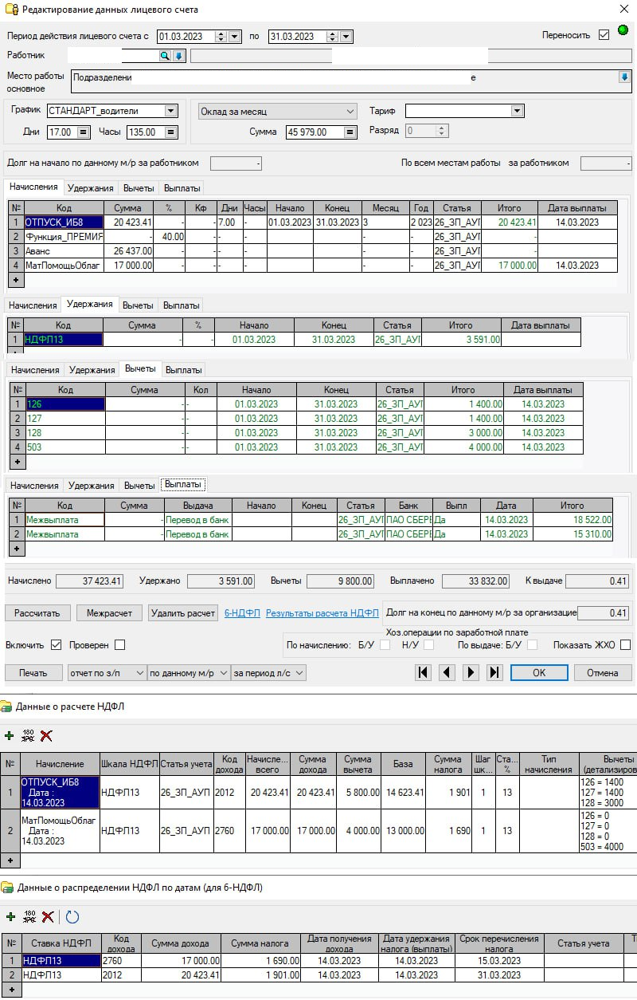 Редактирование данных лицевого счета
Период действия лицевого счета с 01.03.2023 по 31.03.2023 Переносить
Работник
Место работы основное Подразделени е
График СТАНДАРТ_водители Оклад за месяц Тариф
Дни 17.00 Часы 135.00 Сумма 45 979.00 Разряд 0
Долг на начало по данному м/р за работником - По всем местам работы за работником -
Начисления Удержания Вычеты Выплаты
№ Код Сумма % Кф Дни Часы Начало Конец Месяц Год Статья Итого Дата выплаты
1 ОТПУСК_ИБ8 20 423.41 - - 7.00 - 01.03.2023 31.03.2023 3 2 023 26_ЗП_АУП 20 423.41 14.03.2023
2 Функция_ПРЕМИЯ - 40.00 - - - - - 26_ЗП_АУП -
3 Аванс 26 437.00 - - - - - - 26_ЗП_АУП -
4 МатПомощьОблаг 17 000.00 - - - - - - 26_ЗП_АУП 17 000.00 14.03.2023
+
Начисления Удержания Вычеты Выплаты
№ Код Сумма % Начало Конец Статья Итого Дата выплаты
1 НДФЛ13 - - 01.03.2023 31.03.2023 26_ЗП_АУП 3 591.00
Начисления Удержания Вычеты Выплаты
№ Код Сумма Кол Начало Конец Статья Итого Дата выплаты
1 126 - - 01.03.2023 31.03.2023 26_ЗП_АУП 1 400.00 14.03.2023
2 127 - - 01.03.2023 31.03.2023 26_ЗП_АУП 1 400.00 14.03.2023
3 128 - - 01.03.2023 31.03.2023 26_ЗП_АУП 3 000.00 14.03.2023
4 503 - - 01.03.2023 31.03.2023 26_ЗП_АУП 4 000.00 14.03.2023
+
Начисления Удержания Вычеты Выплаты
№ Код Сумма Выдача Начало Конец Статья Банк Выпл Дата Итого
1 Межвыплата - Перевод в банк 26_ЗП_АУП ПАО СБЕР Да 14.03.2023 18 522.00
2 Межвыплата - Перевод в банк 26_ЗП_АУП ПАО СБЕР Да 14.03.2023 15 310.00
+
Начислено 37 423.41 Удержано 3 591.00 Вычеты 9 800.00 Выплачено 33 832.00 К выдаче 0.41
Рассчитать Межрасчет Удалить расчет 6-НДФЛ Результаты расчета НДФЛ Долг на конец по данному м/р за организацией 0.41
Хоз.операции по заработной плате
Включить Проверен По начислению: Б/У Н/У По выдаче: Б/У Показать ЖХО
Печать отчет по з/п по данному м/р за период л/с ОК Отмена
Данные о расчете НДФЛ
№ Начисление Шкала НДФЛ Статья учета Код дохода Начисле... всего Сумма дохода Сумма вычета База Сумма налога Шаг шк... Ста... % Тип начисления Вычеты (детализиров
1 ОТПУСК_ИБ8 Дата : 14.03.2023 НДФЛ13 26_ЗП_АУП 2012 20 423.41 20 423.41 5 800.00 14 623.41 1 901 1 13 126 = 1400 127 = 1400 128 = 3000
2 МатПомощьОблаг Дата : 14.03.2023 НДФЛ13 26_ЗП_АУП 2760 17 000.00 17 000.00 4 000.00 13 000.00 1 690 1 13 126 = 0 127 = 0 128 = 0 503 = 4000
+
Данные о распределении НДФЛ по датам (для 6-НДФЛ)
№ Ставка НДФЛ Код дохода Сумма дохода Сумма налога Дата получения дохода Дата удержания налога (выплаты) Срок перечисления налога Статья учета
1 НДФЛ13 2760 17 000.00 1 690.00 14.03.2023 14.03.2023 15.03.2023
2 НДФЛ13 2012 20 423.41 1 901.00 14.03.2023 14.03.2023 31.03.2023
+